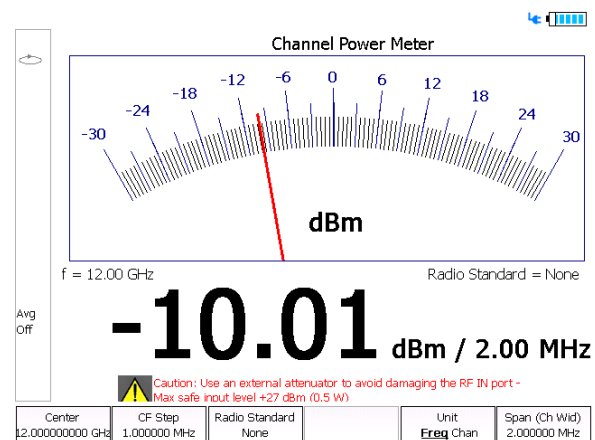 Channel Power Meter
-30 -24 -18 -12 -6 0 6 12 18 24 30
dBm
f = 12.00 GHz Radio Standard = None
Avg
Off
-10.01 dBm / 2.00 MHz
Caution: Use an external attenuator to avoid damaging the RF IN port -
Max safe input level +27 dBm (0.5 W)
Center CF Step Radio Standard Unit Span (Ch Wid)
12.000000000 GHz 1.000000 MHz None Freq Chan 2.000000 MHz